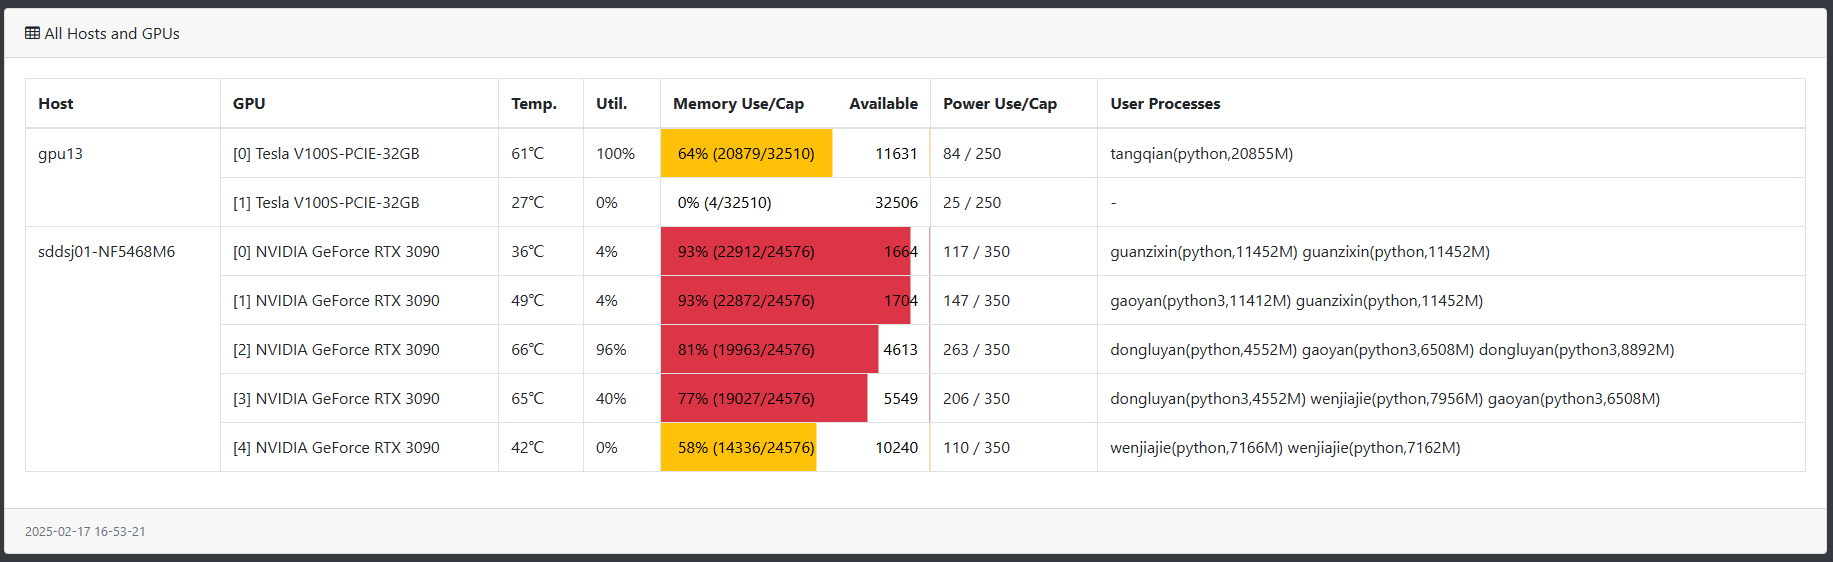 All Hosts and GPUs
Host GPU Temp. Util. Memory Use/Cap Available Power Use/Cap User Processes
gpu13 [0] Tesla V100S-PCIE-32GB 61℃ 100% 64% (20879/32510) 11631 84 / 250 tangqian(python,20855M)
[1] Tesla V100S-PCIE-32GB 27℃ 0% 0% (4/32510) 32506 25 / 250 -
sddsj01-NF5468M6 [0] NVIDIA GeForce RTX 3090 36℃ 4% 93% (22912/24576) 1664 117 / 350 guanzixin(python,11452M) guanzixin(python,11452M)
[1] NVIDIA GeForce RTX 3090 49℃ 4% 93% (22872/24576) 1704 147 / 350 gaoyan(python3,11412M) guanzixin(python,11452M)
[2] NVIDIA GeForce RTX 3090 66℃ 96% 81% (19963/24576) 4613 263 / 350 dongluyan(python,4552M) gaoyan(python3,6508M) dongluyan(python3,8892M)
[3] NVIDIA GeForce RTX 3090 65℃ 40% 77% (19027/24576) 5549 206 / 350 dongluyan(python3,4552M) wenjiajie(python,7956M) gaoyan(python3,6508M)
[4] NVIDIA GeForce RTX 3090 42℃ 0% 58% (14336/24576) 10240 110 / 350 wenjiajie(python,7166M) wenjiajie(python,7162M)
2025-02-17 16-53-21